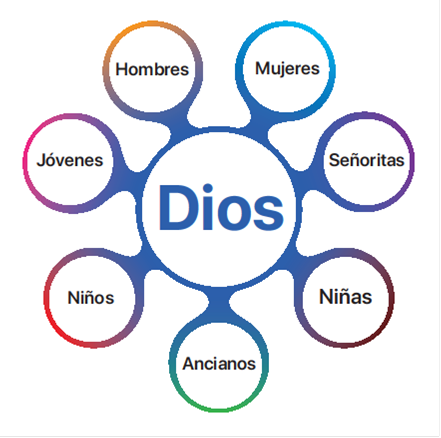 Hombres
Mujeres
Jóvenes
Señoritas
Dios
Niños
Niñas
Ancianos